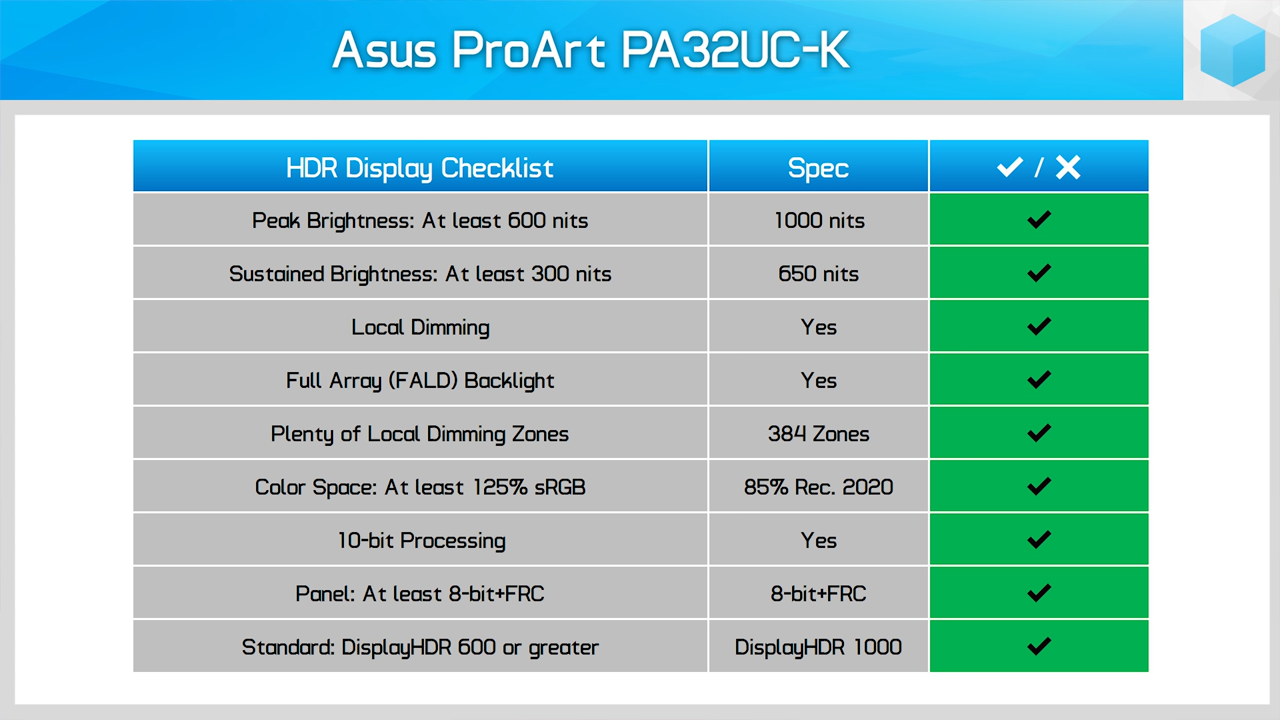 Asus ProArt PA32UC-K
HDR Display Checklist Spec ✓ / ✕
Peak Brightness: At least 600 nits 1000 nits ✓
Sustained Brightness: At least 300 nits 650 nits ✓
Local Dimming Yes ✓
Full Array (FALD) Backlight Yes ✓
Plenty of Local Dimming Zones 384 Zones ✓
Color Space: At least 125% sRGB 85% Rec. 2020 ✓
10-bit Processing Yes ✓
Panel: At least 8-bit+FRC 8-bit+FRC ✓
Standard: DisplayHDR 600 or greater DisplayHDR 1000 ✓